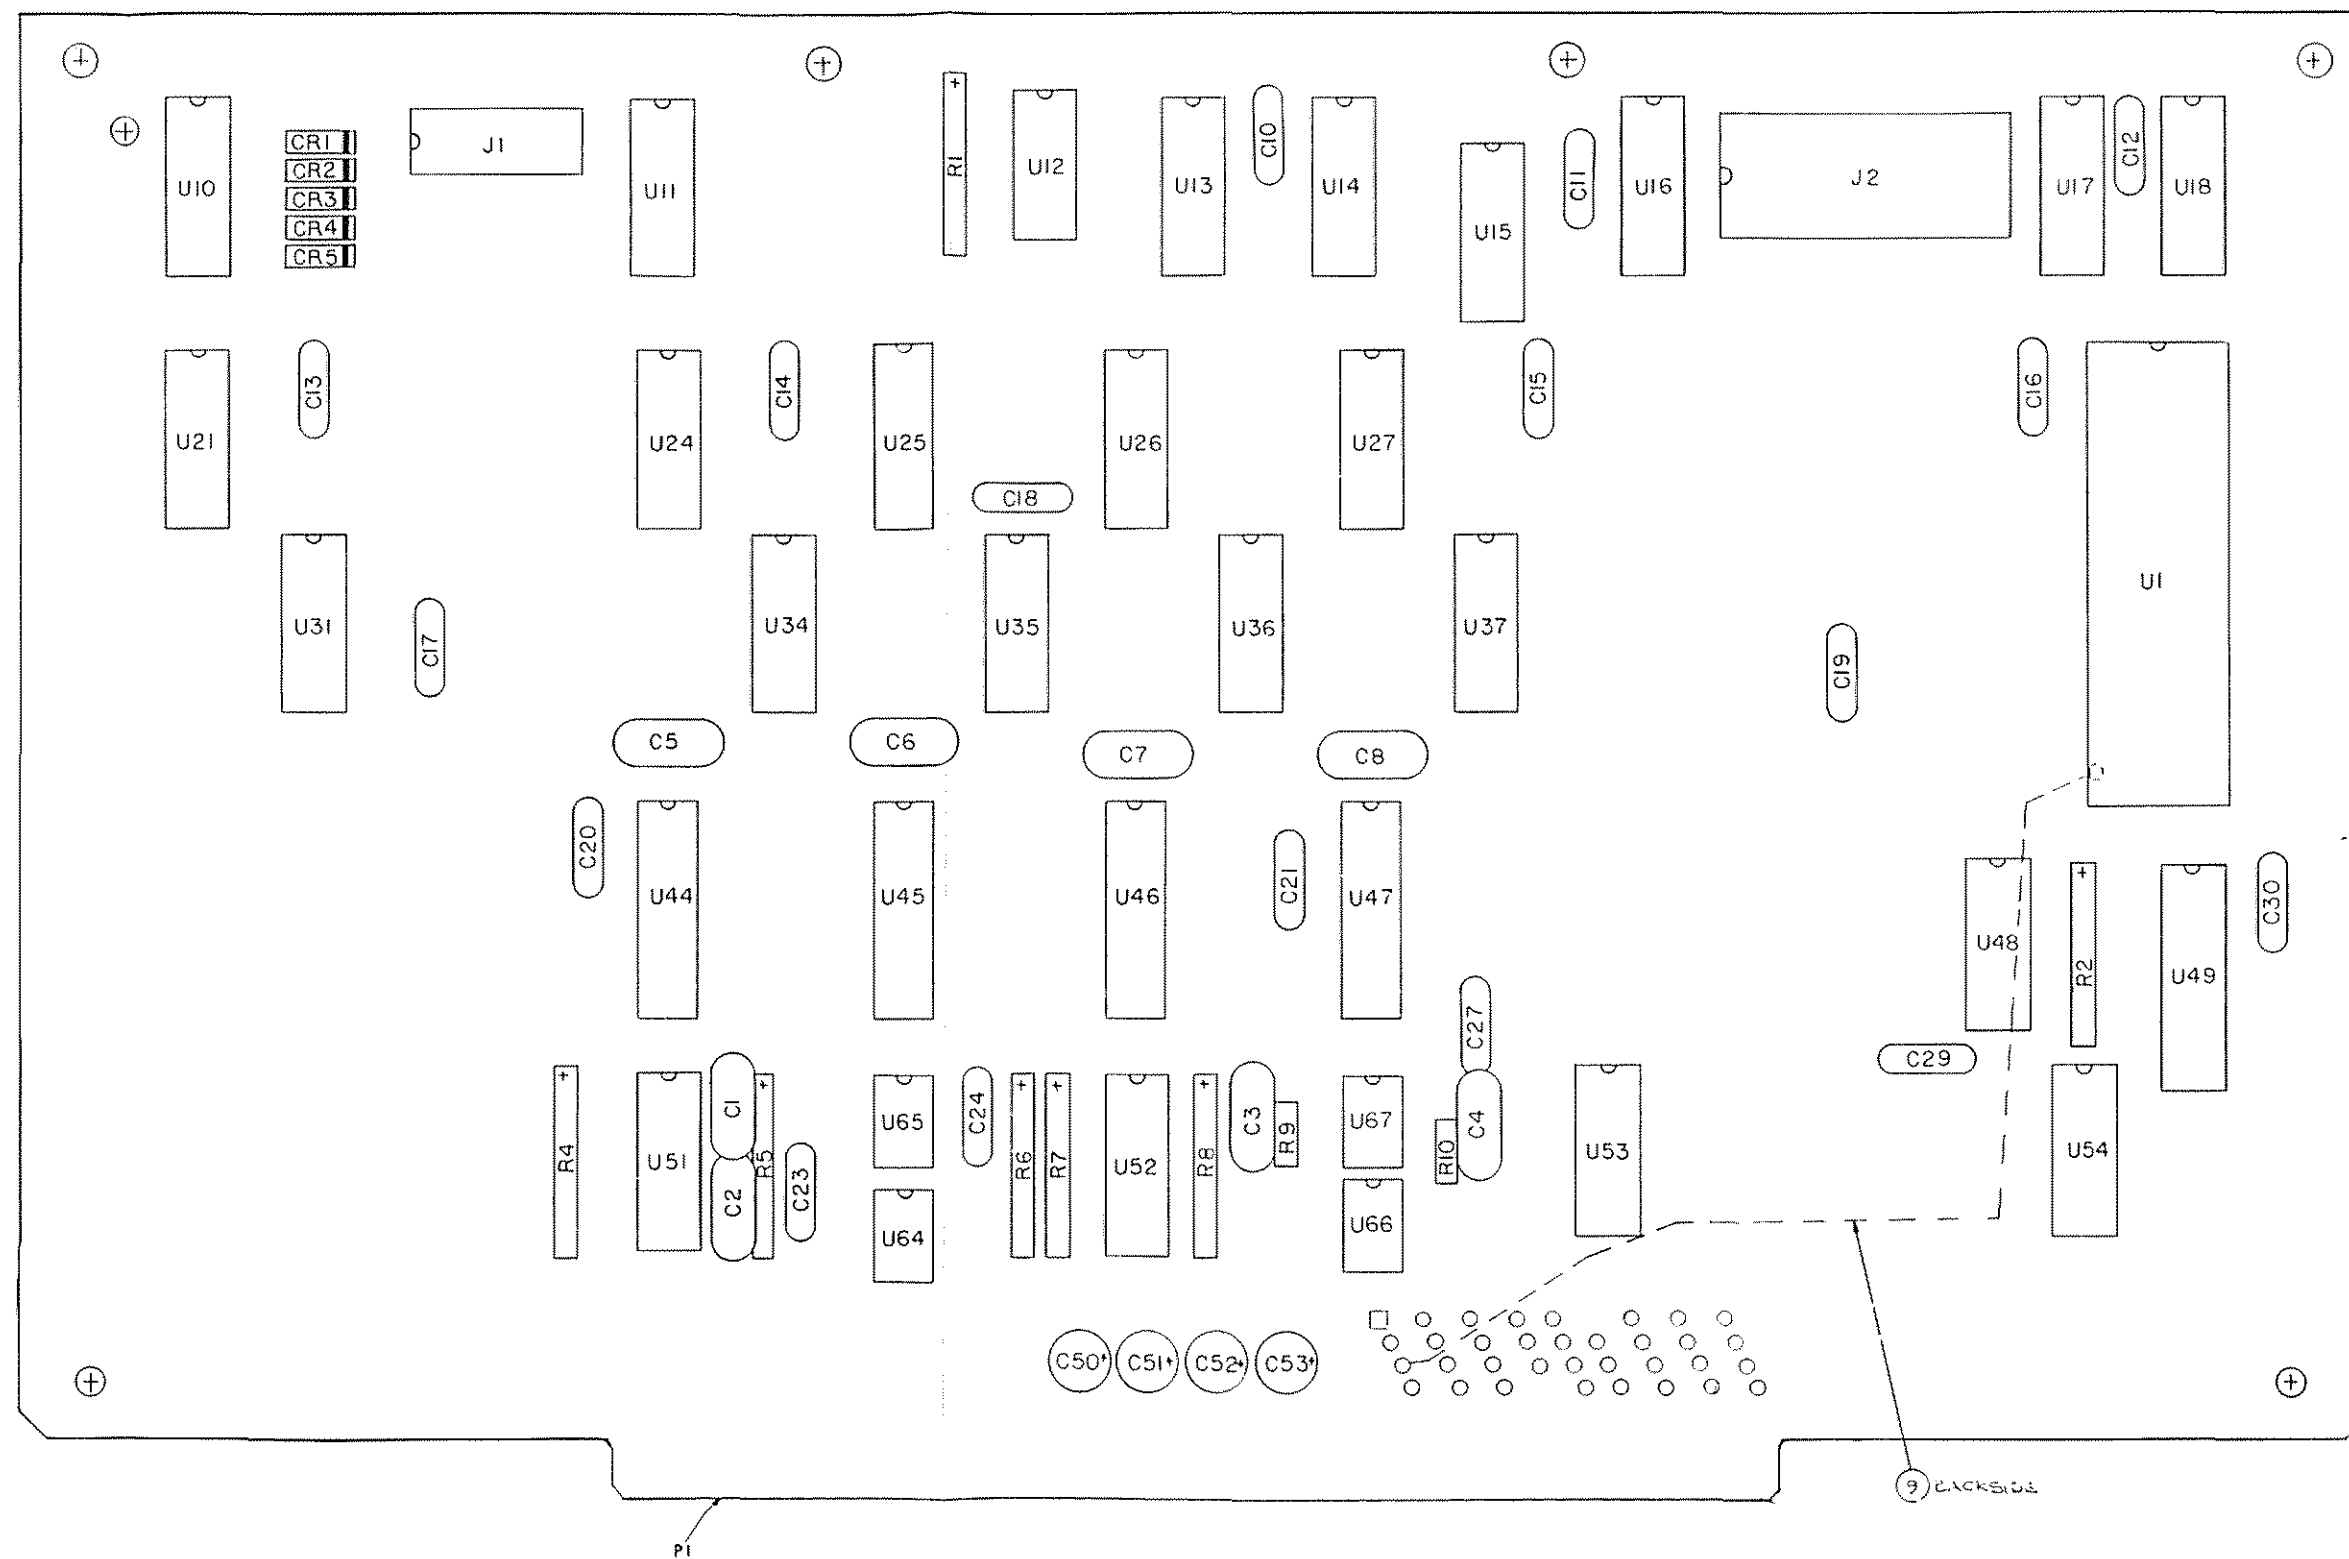 U10
CR1
CR2
CR3
CR4
CR5
J1
U11
R1
+
U12
U13
C10
U14
U15
C11
U16
J2
U17
C12
U18
U21
C13
U24
C14
U25
C18
U26
U27
C15
C16
U1
U31
C17
U34
U35
U36
U37
C19
C5
C6
C7
C8
C20
U44
U45
U46
C21
U47
U48
+
R2
U49
C30
C27
C29
+
R4
U51
C1
C2
+
R5
C23
U65
U64
C24
+
R6
+
R7
U52
+
R8
C3
R9
U67
U66
R10
C4
U53
U54
C50+
C51+
C52+
C53+
9 BACKSIDE
P1